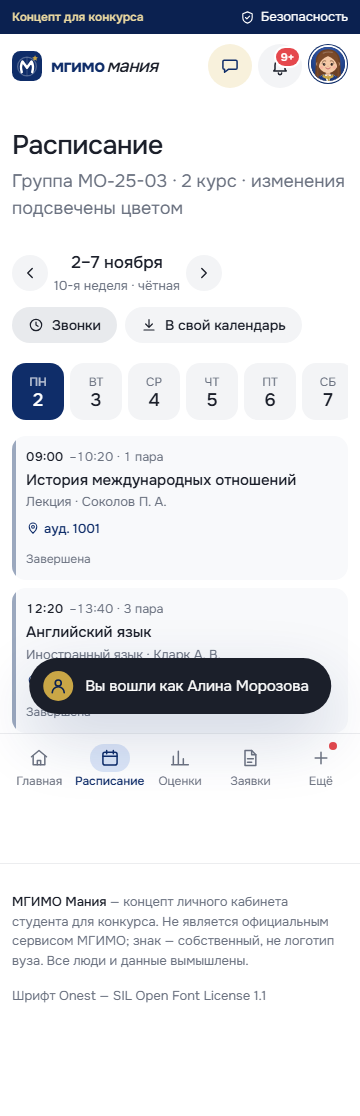 Концепт для конкурса
Безопасность
мгимо мания
9+
Расписание
Группа МО-25-03 · 2 курс · изменения
подсвечены цветом
2–7 ноября
10-я неделя · чётная
Звонки
В свой календарь
ПН
2
ВТ
3
СР
4
ЧТ
5
ПТ
6
СБ
7
09:00 –10:20 · 1 пара
История международных отношений
Лекция · Соколов П. А.
ауд. 1001
Завершена
12:20 –13:40 · 3 пара
Английский язык
Иностранный язык · Кларк А. В.
Вы вошли как Алина Морозова
Завершена
Главная
Расписание
Оценки
Заявки
Ещё
МГИМО Мания — концепт личного кабинета
студента для конкурса. Не является официальным
сервисом МГИМО; знак — собственный, не логотип
вуза. Все люди и данные вымышлены.
Шрифт Onest — SIL Open Font License 1.1